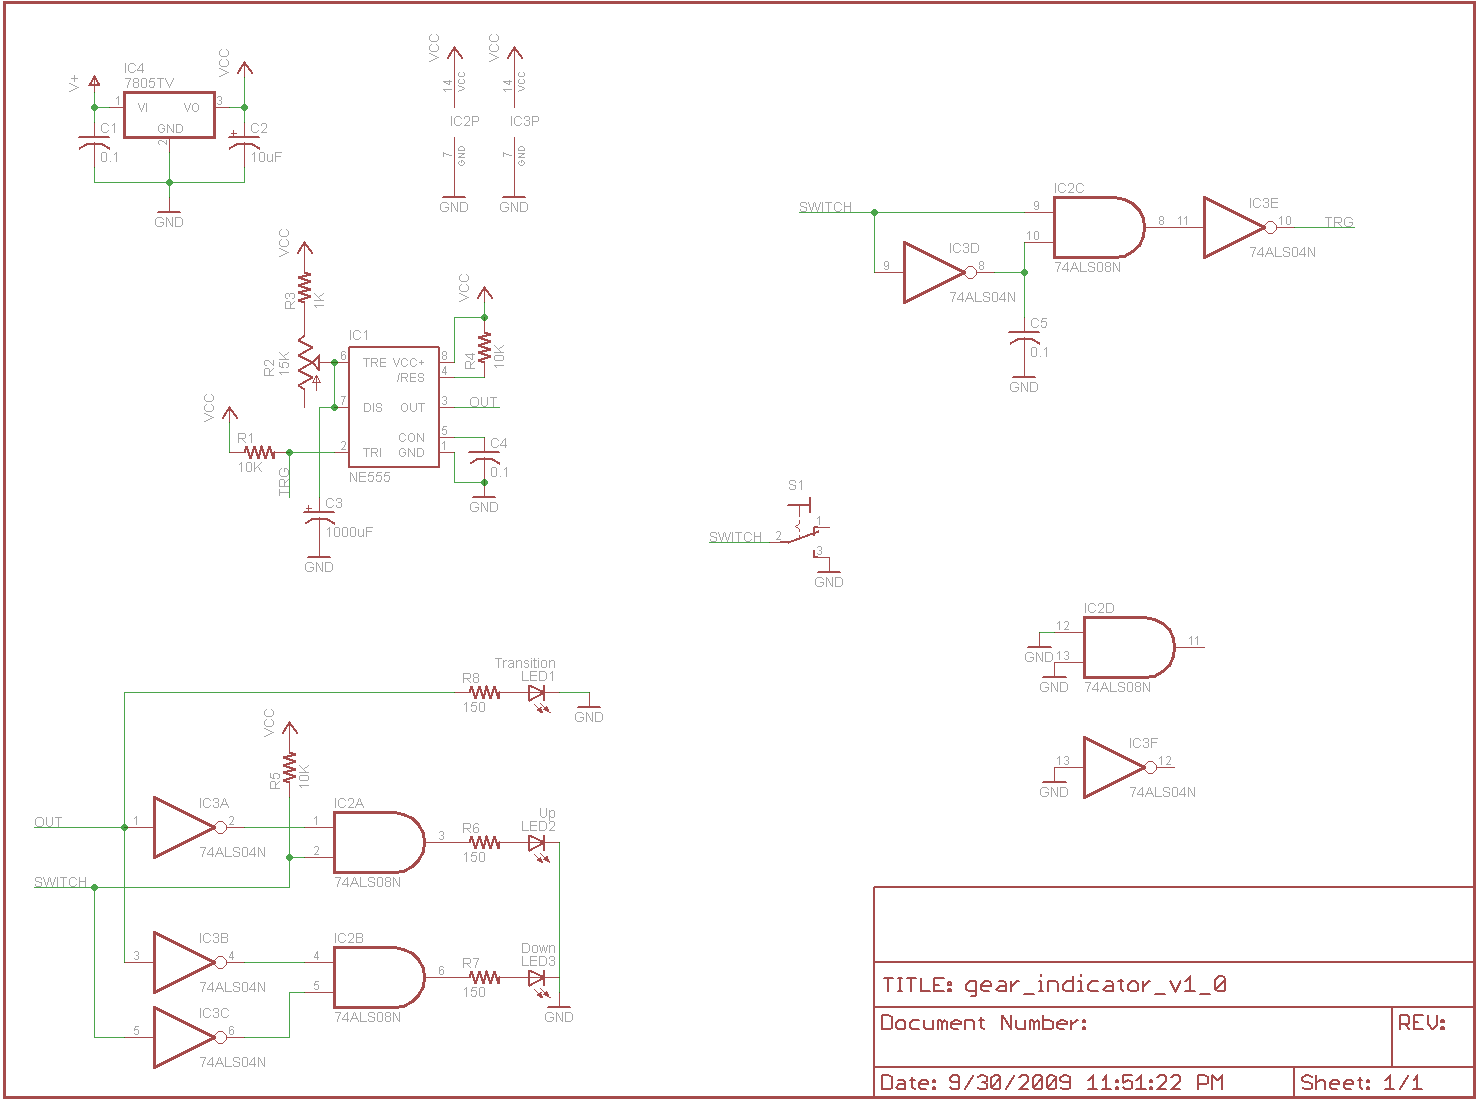 IC4
7805TV
V+
VCC
1
VI
VO
3
GND
2
C1
0.1
C2
10uF
+
GND
VCC
14
VCC
IC2P
7
GND
GND
VCC
14
VCC
IC3P
7
GND
GND
SWITCH
9
IC3D
8
74ALS04N
IC2C
9
10
8
74ALS08N
11
IC3E
10
74ALS04N
TRG
C5
0.1
GND
VCC
R3
1K
R2
15K
VCC
R1
10K
TRG
IC1
6
TRE
VCC+
8
/RES
4
7
DIS
OUT
3
OUT
CON
5
2
TRI
GND
1
NE555
VCC
R4
10K
C4
0.1
GND
C3
+
1000uF
GND
S1
SWITCH
2
1
3
GND
IC2D
12
GND
13
GND
11
74ALS08N
IC3F
13
GND
12
74ALS04N
Transition
LED1
R8
150
GND
VCC
R5
10K
OUT
1
IC3A
2
74ALS04N
IC2A
1
2
3
74ALS08N
R6
150
Up
LED2
SWITCH
3
IC3B
4
74ALS04N
5
IC3C
6
74ALS04N
IC2B
4
5
6
74ALS08N
R7
150
Down
LED3
GND
TITLE: gear_indicator_v1_0
Document Number:
REV:
Date: 9/30/2009 11:51:22 PM
Sheet: 1/1